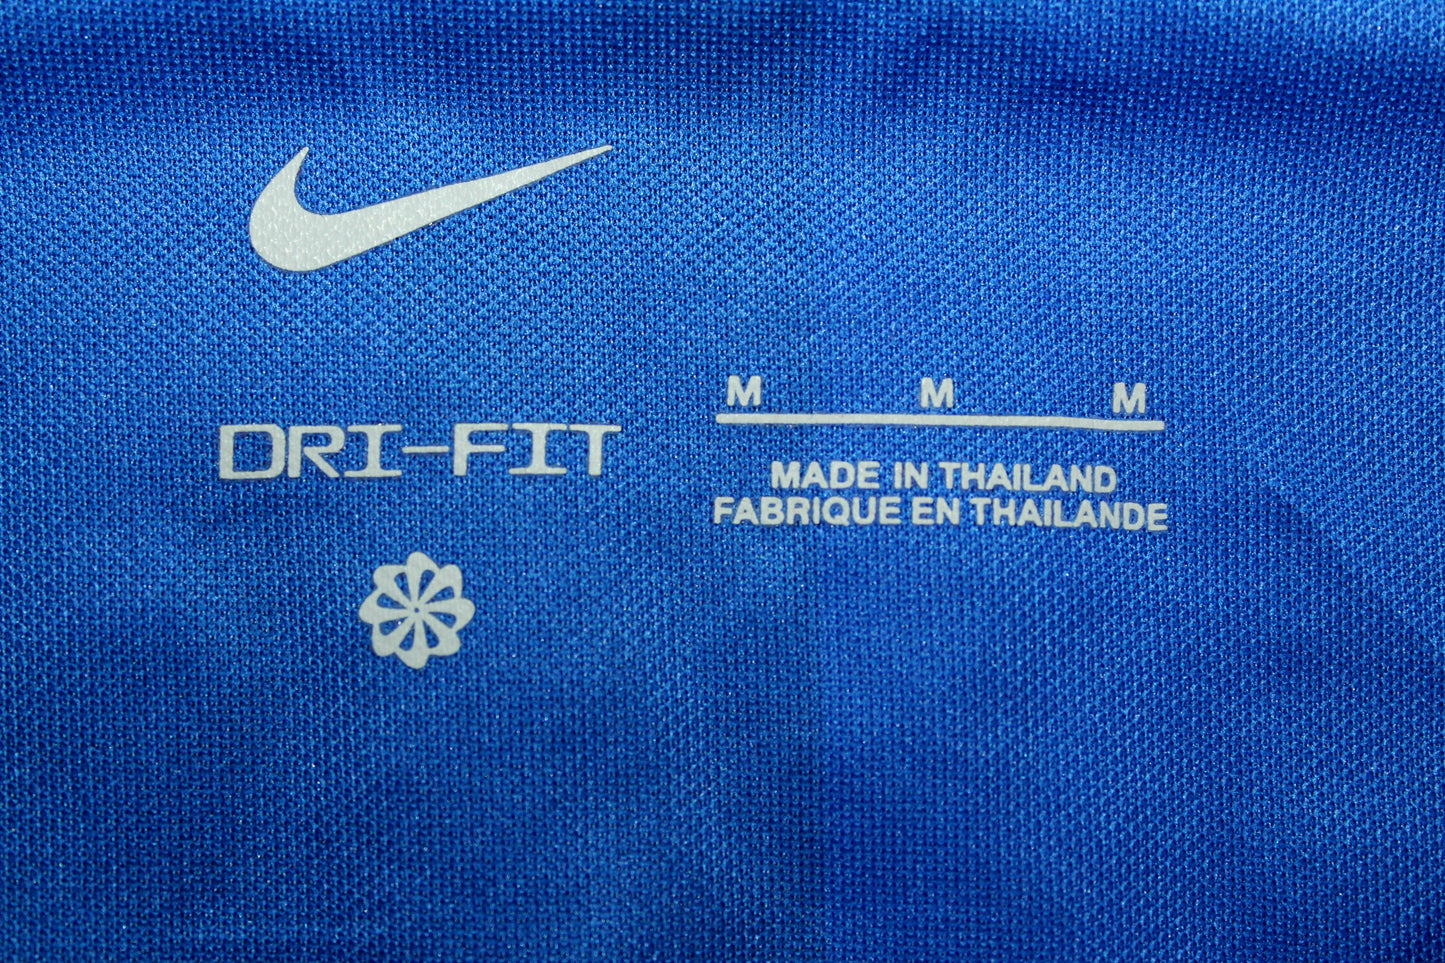 DRI-FIT
M M M
MADE IN THAILAND
FABRIQUE EN THAILANDE